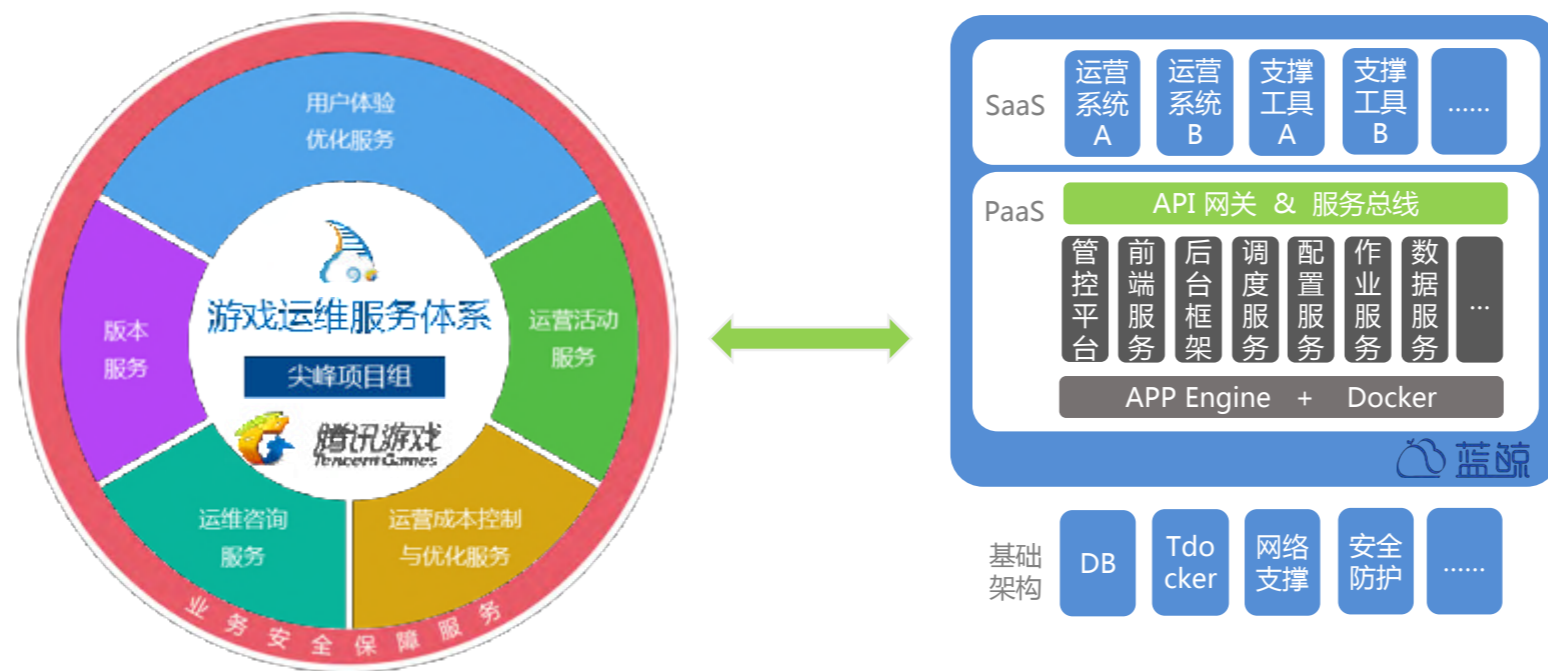 用户体验
优化服务
版本
服务
运营活动
服务
游戏运维服务体系
尖峰项目组
腾讯游戏
Tencent Games
运维咨询
服务
运营成本控制
与优化服务
业务安全保障服务
SaaS
运营
系统
A
运营
系统
B
支撑
工具
A
支撑
工具
B
......
PaaS
API 网关 & 服务总线
管控平台
前端服务
后台框架
调度服务
配置服务
作业服务
数据服务
...
APP Engine + Docker
蓝鲸
基础
架构
DB
Tdo
cker
网络
支撑
安全
防护
......